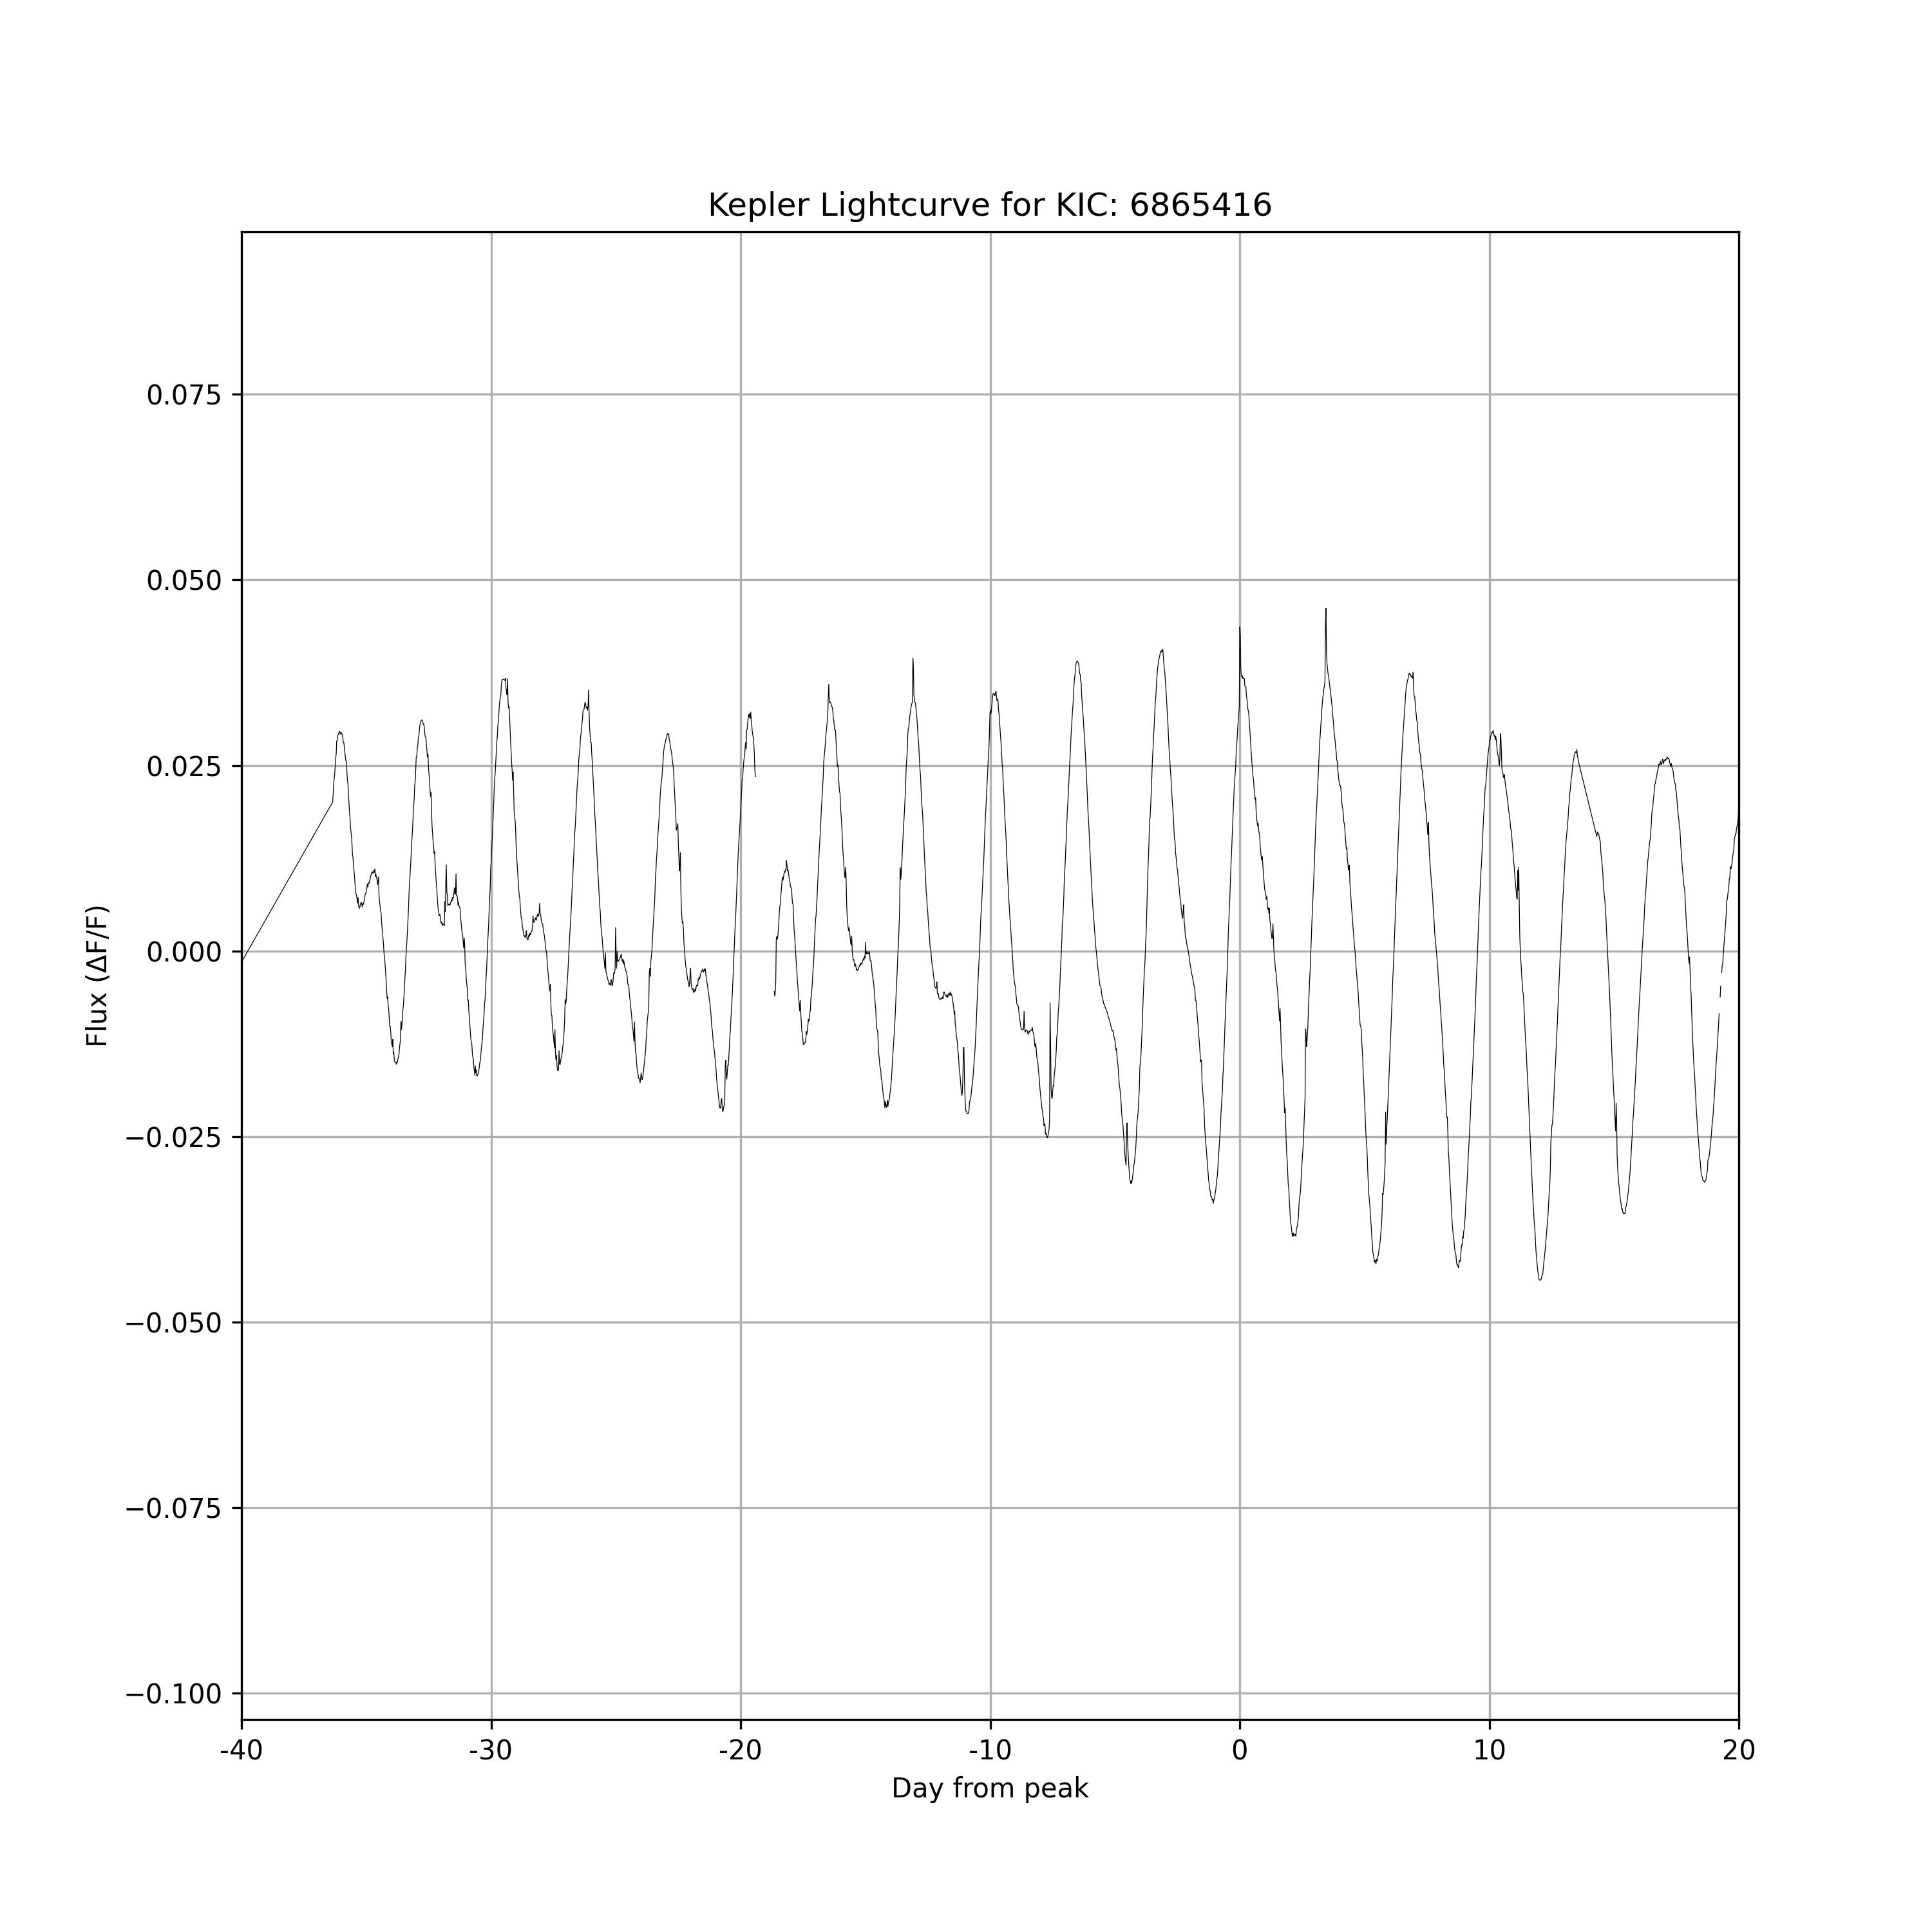 Kepler Lightcurve for KIC: 6865416
Flux (ΔF/F)
0.075
0.050
0.025
0.000
−0.025
−0.050
−0.075
−0.100
-40 -30 -20 -10 0 10 20
Day from peak